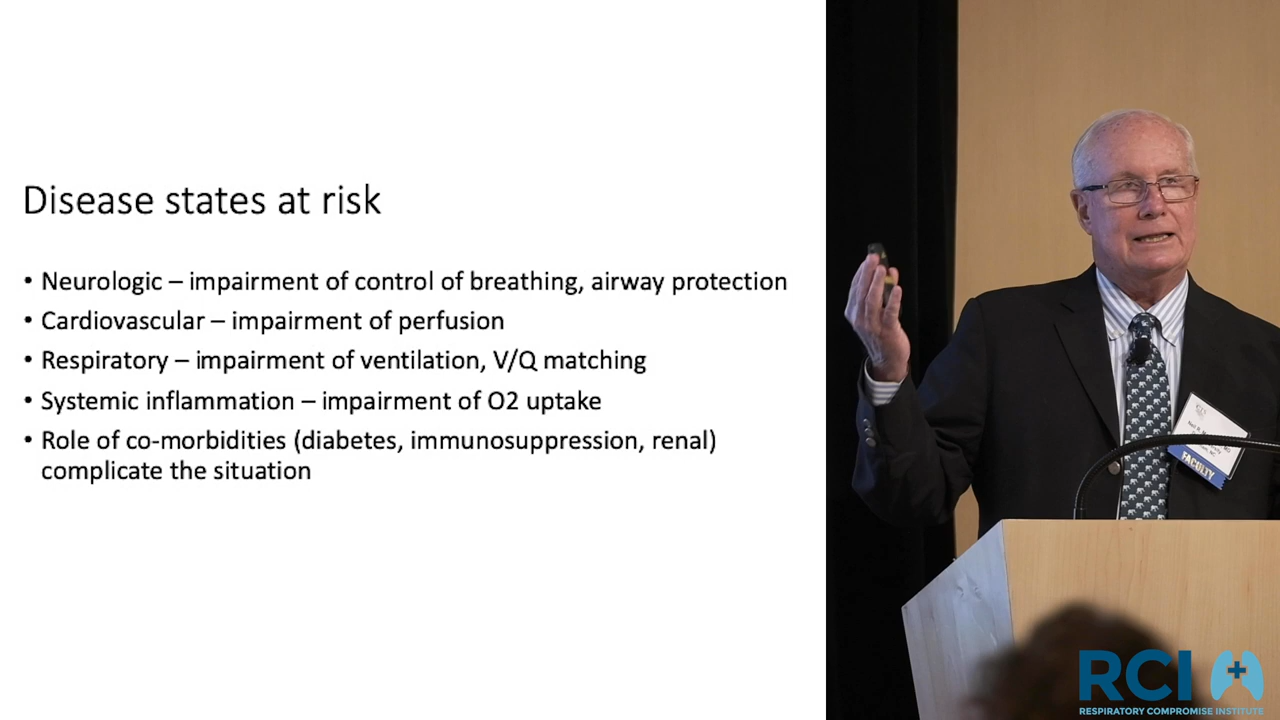 Disease states at risk
• Neurologic – impairment of control of breathing, airway protection
• Cardiovascular – impairment of perfusion
• Respiratory – impairment of ventilation, V/Q matching
• Systemic inflammation – impairment of O2 uptake
• Role of co-morbidities (diabetes, immunosuppression, renal)
complicate the situation
FACULTY
RCI
RESPIRATORY COMPROMISE INSTITUTE